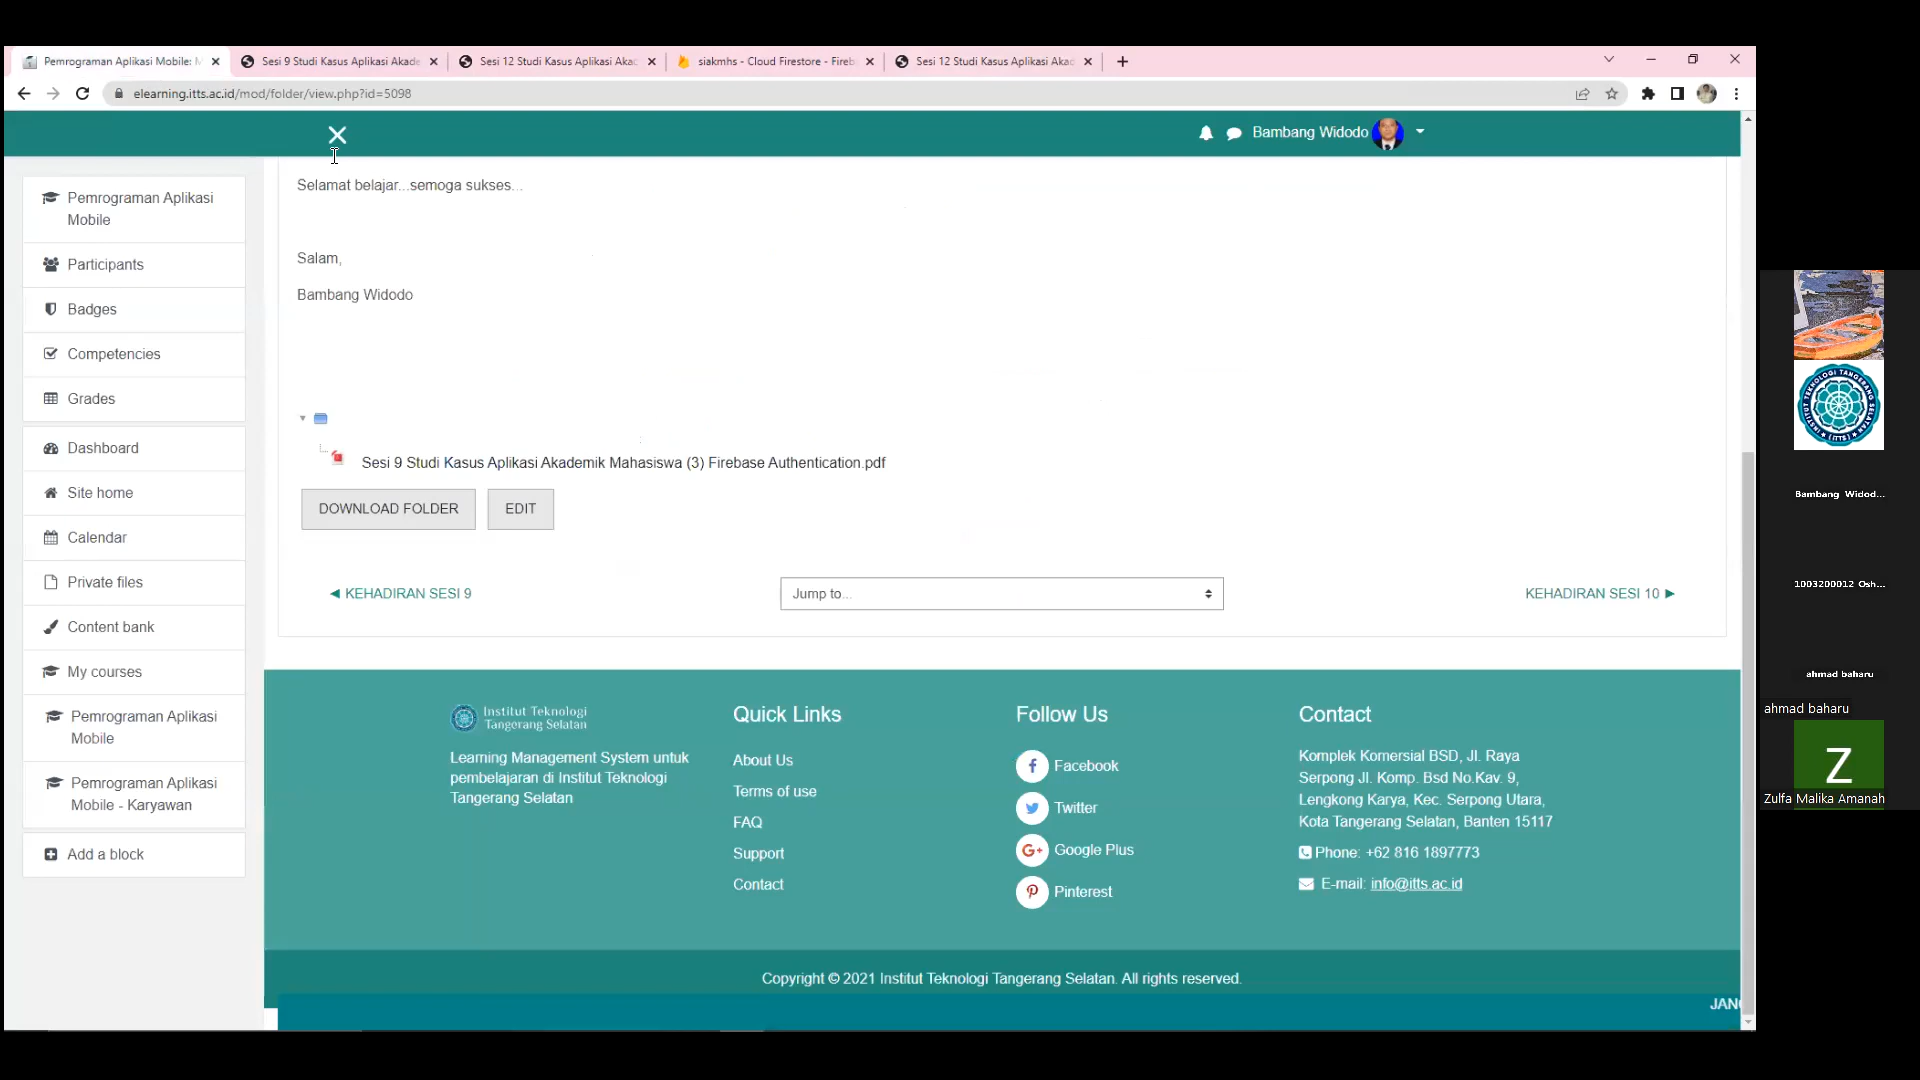 Pemrograman Aplikasi Mobile: M
Sesi 9 Studi Kasus Aplikasi Akade
Sesi 12 Studi Kasus Aplikasi Akad
siakmhs - Cloud Firestore - Fireb
Sesi 12 Studi Kasus Aplikasi Akad
elearning.itts.ac.id/mod/folder/view.php?id=5098
Bambang Widodo
Pemrograman Aplikasi
Mobile
Participants
Badges
Competencies
Grades
Dashboard
Site home
Calendar
Private files
Content bank
My courses
Pemrograman Aplikasi
Mobile
Pemrograman Aplikasi
Mobile - Karyawan
Add a block
Selamat belajar...semoga sukses...
Salam,
Bambang Widodo
Sesi 9 Studi Kasus Aplikasi Akademik Mahasiswa (3) Firebase Authentication.pdf
DOWNLOAD FOLDER
EDIT
◀ KEHADIRAN SESI 9
Jump to...
KEHADIRAN SESI 10 ▶
Institut Teknologi
Tangerang Selatan
Learning Management System untuk
pembelajaran di Institut Teknologi
Tangerang Selatan
Quick Links
About Us
Terms of use
FAQ
Support
Contact
Follow Us
Facebook
Twitter
Google Plus
Pinterest
Contact
Komplek Komersial BSD, Jl. Raya
Serpong Jl. Komp. Bsd No.Kav. 9,
Lengkong Karya, Kec. Serpong Utara,
Kota Tangerang Selatan, Banten 15117
Phone: +62 816 1897773
E-mail: info@itts.ac.id
Copyright © 2021 Institut Teknologi Tangerang Selatan. All rights reserved.
JANG
INSTITUT TEKNOLOGI TANGERANG SELATAN
(ITTS)
Bambang Widod...
1003200012 Osh...
ahmad baharu
ahmad baharu
Z
Zulfa Malika Amanah